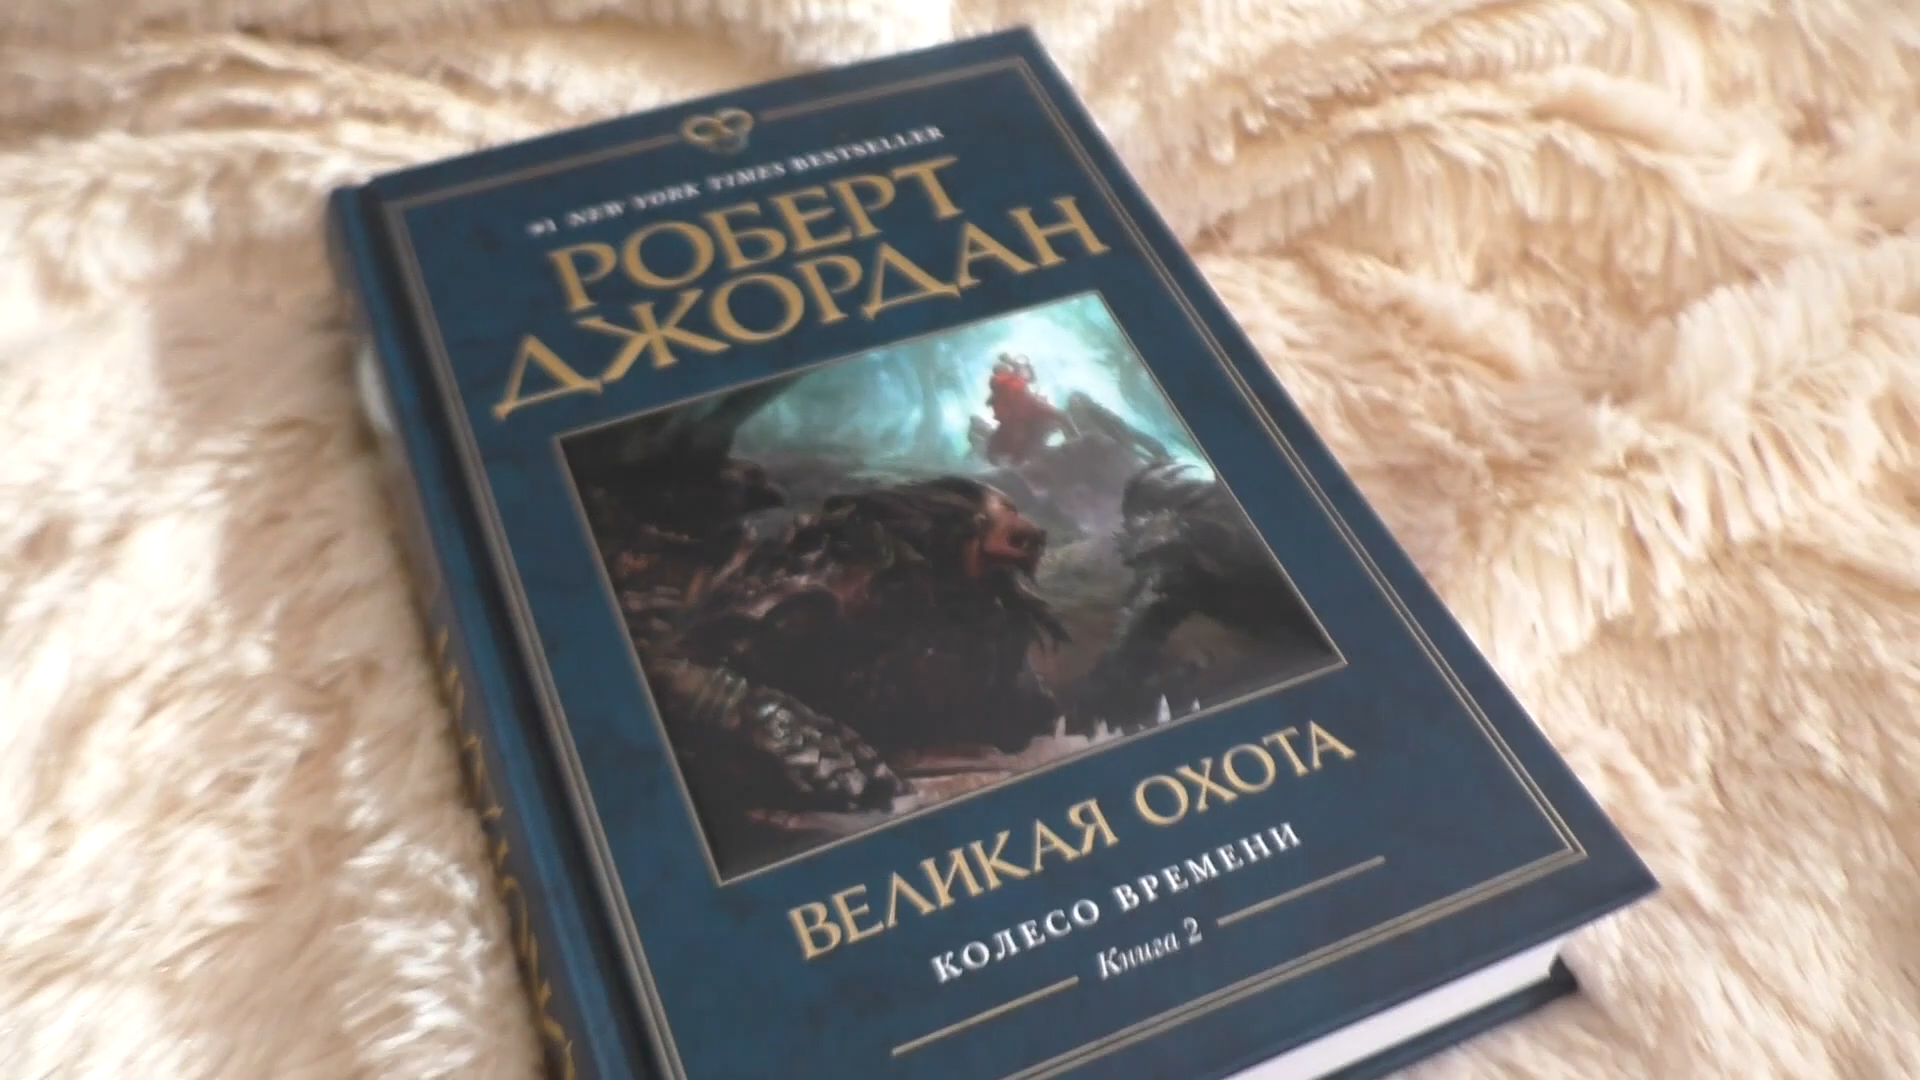 #1 NEW YORK TIMES BESTSELLER
РОБЕРТ
ДЖОРДАН
ВЕЛИКАЯ ОХОТА
КОЛЕСО ВРЕМЕНИ
Книга 2